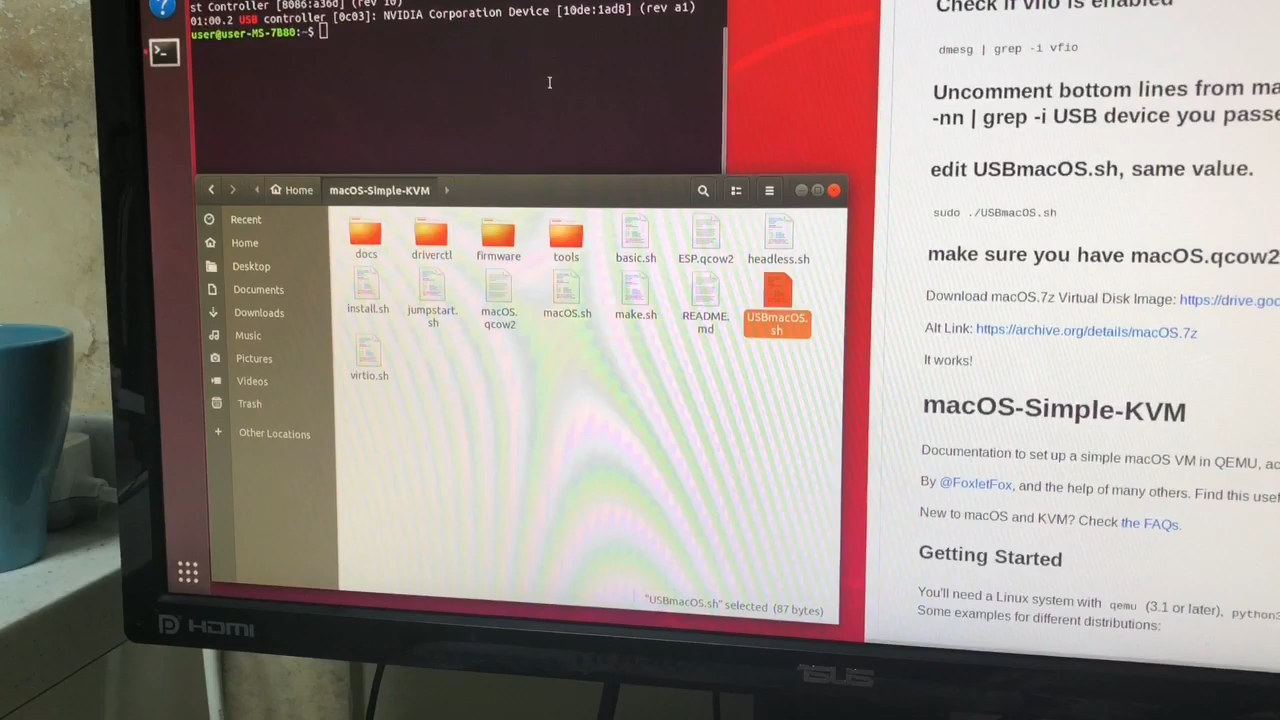 st Controller [8086:a36d] (rev 10)
01:00.2 USB controller [0c03]: NVIDIA Corporation Device [10de:1ad8] (rev a1)
user@user-MS-7B80:~$
Home
macOS-Simple-KVM
Recent
Home
Desktop
Documents
Downloads
Music
Pictures
Videos
Trash
Other Locations
docs
driverctl
firmware
tools
basic.sh
ESP.qcow2
headless.sh
install.sh
jumpstart.
sh
macOS.
qcow2
macOS.sh
make.sh
README.
md
USBmacOS.
sh
virtio.sh
"USBmacOS.sh" selected (87 bytes)
Check if vfio is enabled
dmesg | grep -i vfio
Uncomment bottom lines from ma
-nn | grep -i USB device you passe
edit USBmacOS.sh, same value.
sudo ./USBmacOS.sh
make sure you have macOS.qcow2
Download macOS.7z Virtual Disk Image: https://drive.goo
Alt Link: https://archive.org/details/macOS.7z
It works!
macOS-Simple-KVM
Documentation to set up a simple macOS VM in QEMU, ac
By @FoxletFox, and the help of many others. Find this usef
New to macOS and KVM? Check the FAQs.
Getting Started
You'll need a Linux system with qemu (3.1 or later), python3
Some examples for different distributions:
HDMI
ASUS